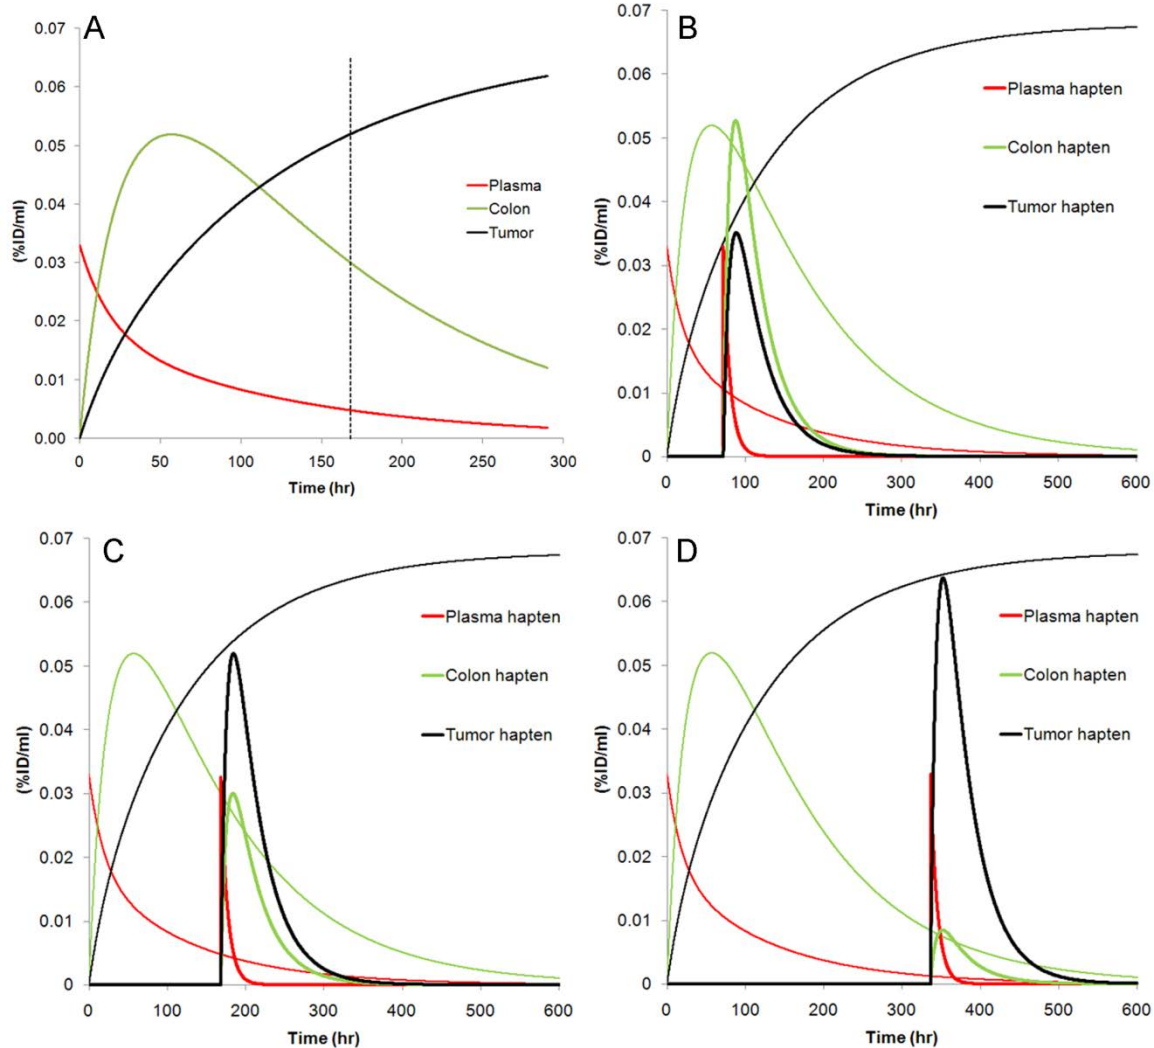 A
0.07
0.06
0.05
0.04
0.03
0.02
0.01
0.00
(%ID/ml)
Plasma
Colon
Tumor
0 50 100 150 200 250 300
Time (hr)
B
0.07
0.06
0.05
0.04
0.03
0.02
0.01
0
(%ID/ml)
Plasma hapten
Colon hapten
Tumor hapten
0 100 200 300 400 500 600
Time (hr)
C
0.07
0.06
0.05
0.04
0.03
0.02
0.01
0
(%ID/ml)
Plasma hapten
Colon hapten
Tumor hapten
0 100 200 300 400 500 600
Time (hr)
D
0.07
0.06
0.05
0.04
0.03
0.02
0.01
0
(%ID/ml)
Plasma hapten
Colon hapten
Tumor hapten
0 100 200 300 400 500 600
Time (hr)